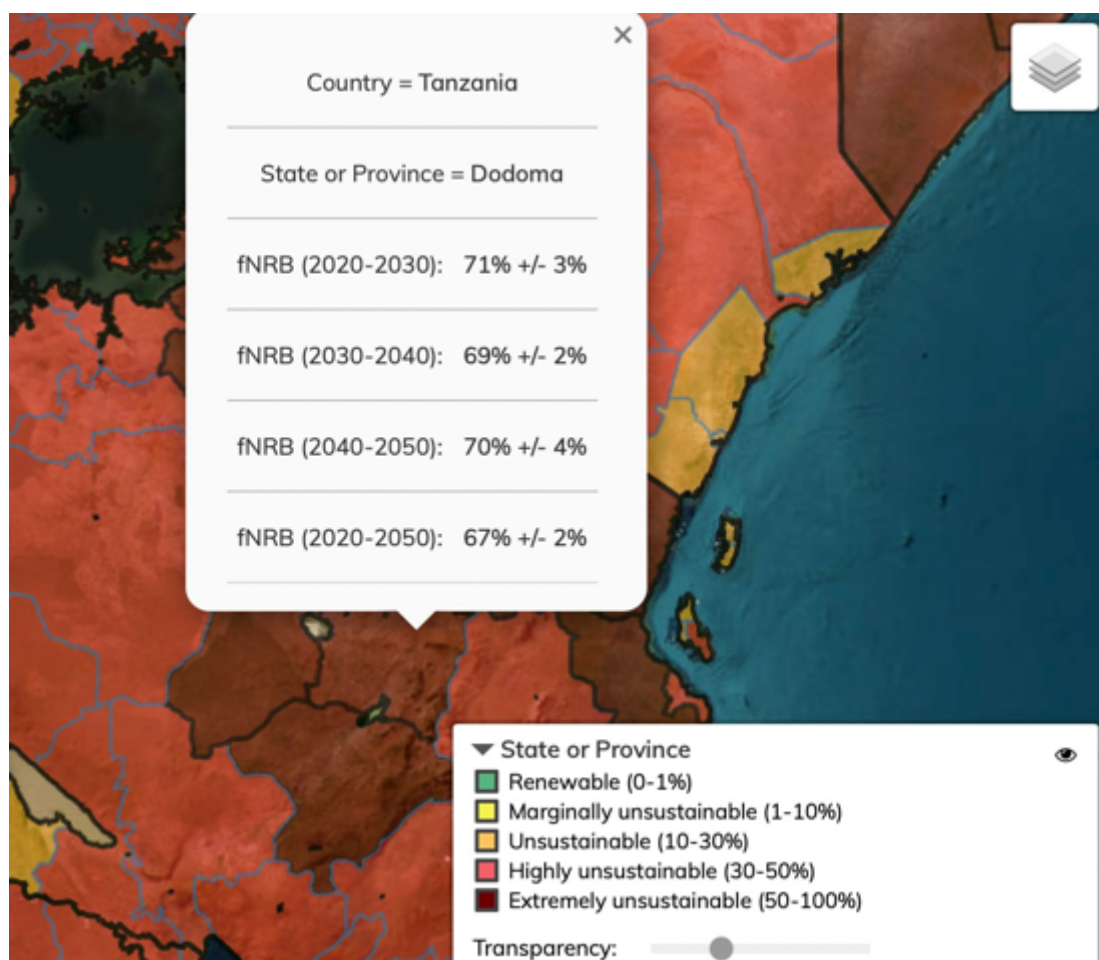 Country = Tanzania
State or Province = Dodoma
fNRB (2020-2030): 71% +/- 3%
fNRB (2030-2040): 69% +/- 2%
fNRB (2040-2050): 70% +/- 4%
fNRB (2020-2050): 67% +/- 2%
State or Province
Renewable (0-1%)
Marginally unsustainable (1-10%)
Unsustainable (10-30%)
Highly unsustainable (30-50%)
Extremely unsustainable (50-100%)
Transparency: